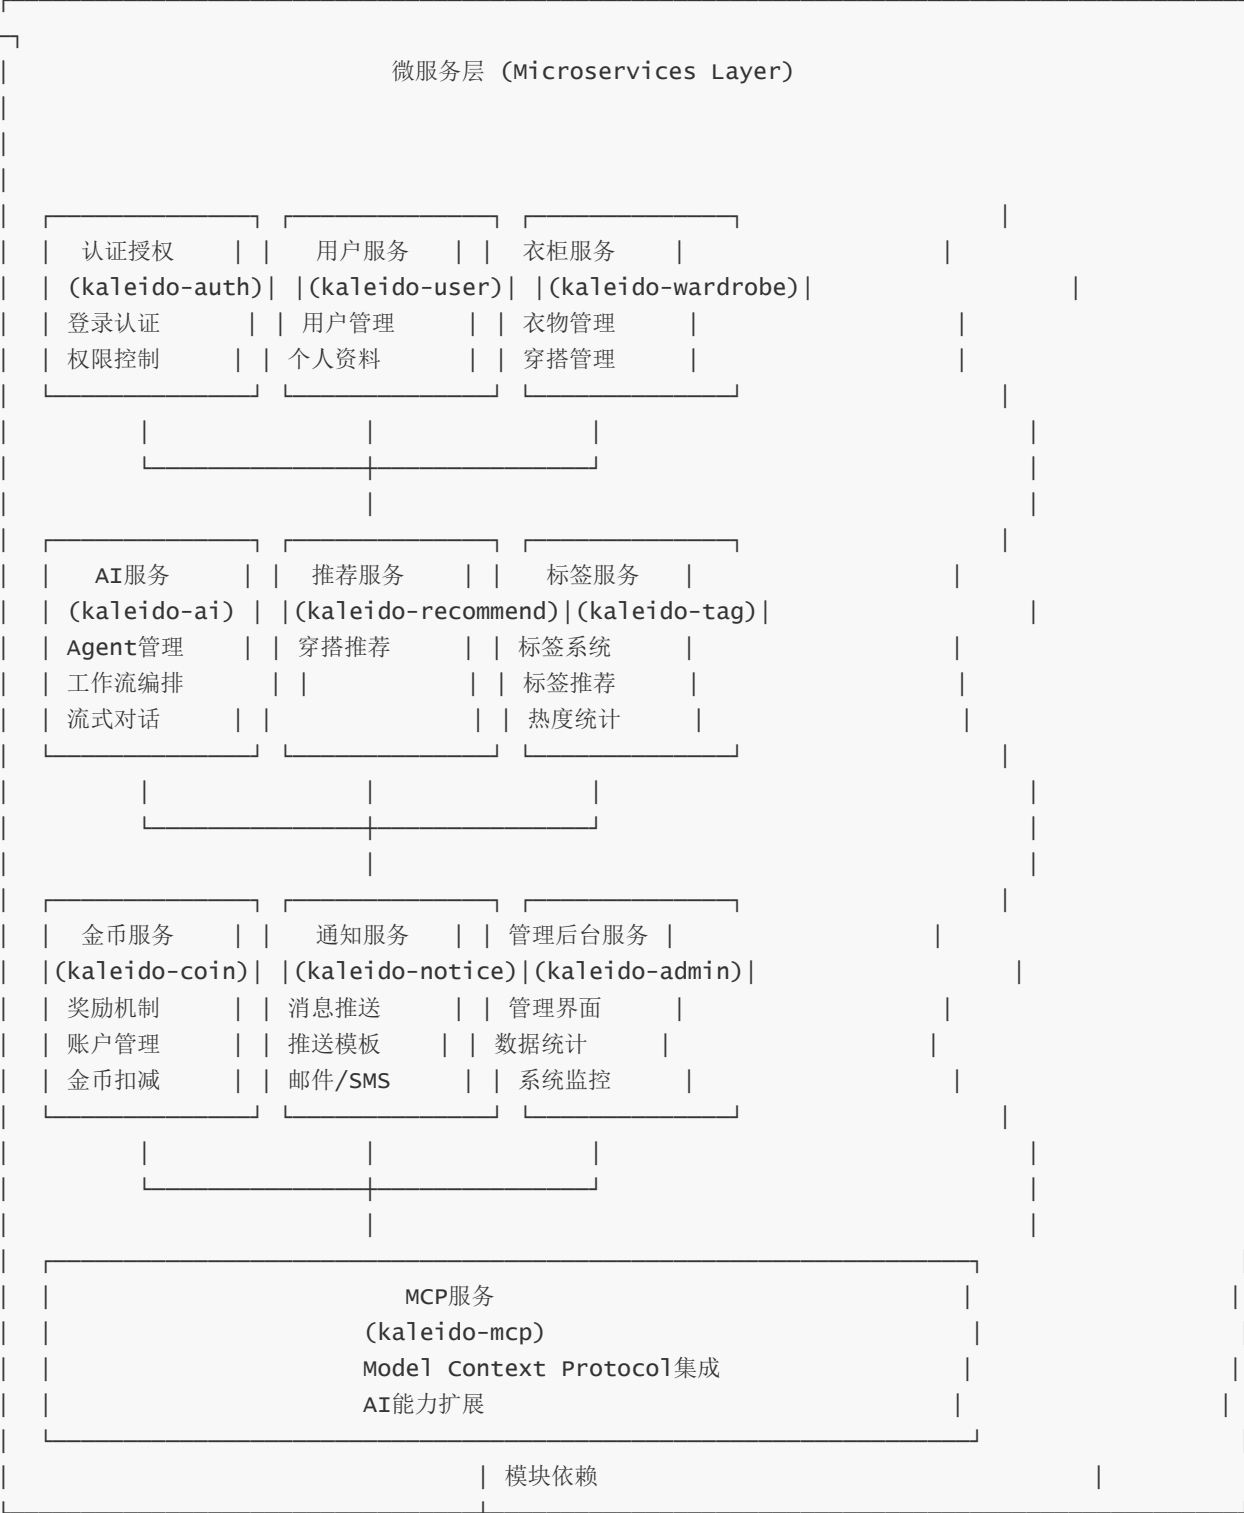 微服务层 (Microservices Layer)
认证授权 用户服务 衣柜服务
(kaleido-auth) (kaleido-user) (kaleido-wardrobe)
登录认证 用户管理 衣物管理
权限控制 个人资料 穿搭管理
AI服务 推荐服务 标签服务
(kaleido-ai) (kaleido-recommend) (kaleido-tag)
Agent管理 穿搭推荐 标签系统
工作流编排 标签推荐
流式对话 热度统计
金币服务 通知服务 管理后台服务
(kaleido-coin) (kaleido-notice) (kaleido-admin)
奖励机制 消息推送 管理界面
账户管理 推送模板 数据统计
金币扣减 邮件/SMS 系统监控
MCP服务
(kaleido-mcp)
Model Context Protocol集成
AI能力扩展
模块依赖